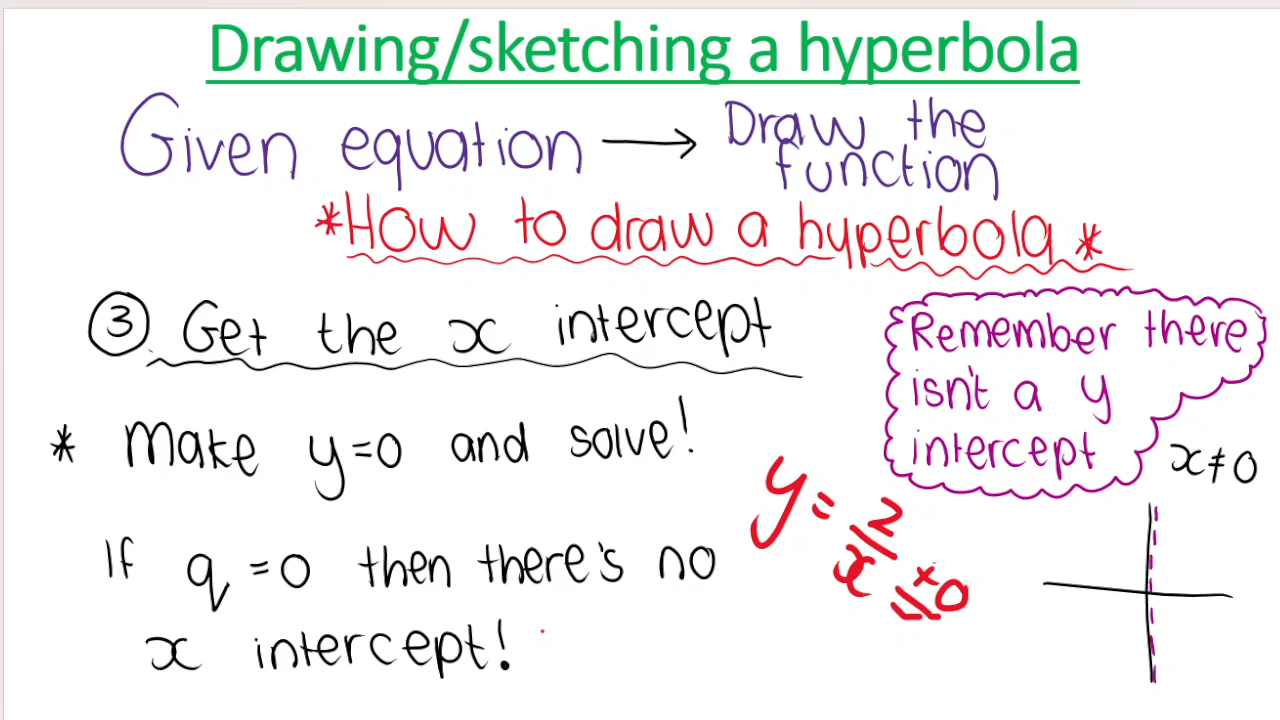 Drawing/sketching a hyperbola
Given equation → Draw the function
*How to draw a hyperbola*
③ Get the x intercept
* Make y=0 and solve!
If q=0 then there's no
x intercept!
Remember there
isn't a y
intercept
x≠0
y = 2/x +0